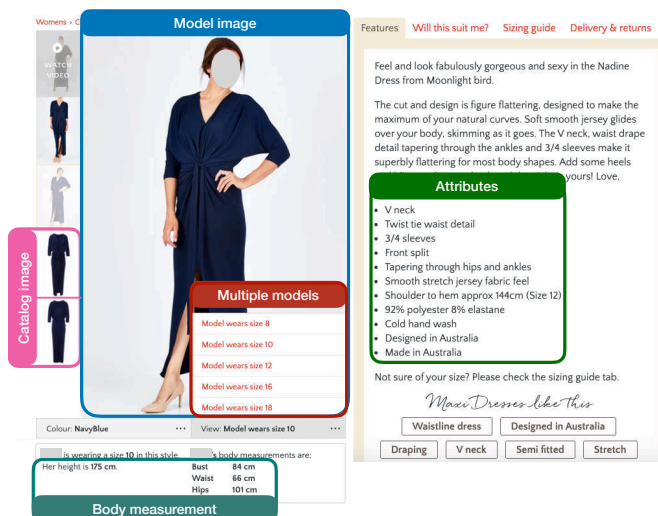 Womens › C
Model image
WATCH
VIDEO
Catalog image
Multiple models
Model wears size 8
Model wears size 10
Model wears size 12
Model wears size 16
Model wears size 18
Colour: NavyBlue ...
View: Model wears size 10 ...
is wearing a size 10 in this style.
Her height is 175 cm.
's body measurements are:
Bust 84 cm
Waist 66 cm
Hips 101 cm
Body measurement
Features Will this suit me? Sizing guide Delivery & returns
Feel and look fabulously gorgeous and sexy in the Nadine
Dress from Moonlight bird.
The cut and design is figure flattering, designed to make the
maximum of your natural curves. Soft smooth jersey glides
over your body, skimming as it goes. The V neck, waist drape
detail tapering through the ankles and 3/4 sleeves make it
superbly flattering for most body shapes. Add some heels
yours! Love,
Attributes
• V neck
• Twist tie waist detail
• 3/4 sleeves
• Front split
• Tapering through hips and ankles
• Smooth stretch jersey fabric feel
• Shoulder to hem approx 144cm (Size 12)
• 92% polyester 8% elastane
• Cold hand wash
• Designed in Australia
• Made in Australia
Not sure of your size? Please check the sizing guide tab.
Maxi Dresses like this
Waistline dress Designed in Australia
Draping V neck Semi fitted Stretch